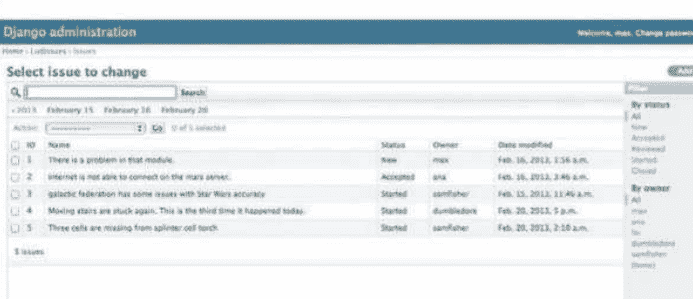 Django administration
Welcome, max. Change password
Home › Issues
Select issue to change
Add
Search
‹ 2013 February 15 February 16 February 20
Action: ---------- Go 0 of 5 selected
ID Name Status Owner Date modified
1 There is a problem in that module. New max Feb. 16, 2013, 1:56 a.m.
2 Internet is not able to connect on the mars server. Accepted ana Feb. 16, 2013, 3:46 a.m.
3 galactic federation has some issues with Star Wars accuracy Started samfisher Feb. 15, 2013, 11:46 a.m.
4 Moving stairs are stuck again. This is the third time it happened today. Started dumbledore Feb. 20, 2013, 5 p.m.
5 Three cells are missing from splinter cell torch. Started samfisher Feb. 20, 2013, 2:10 a.m.
5 issues
Filter
By status
All
New
Accepted
Reviewed
Started
Closed
By owner
All
max
ana
dumbledore
samfisher
(None)